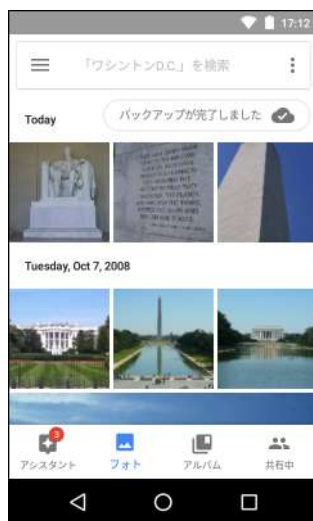 17:12
「ワシントンD.C.」を検索
Today
バックアップが完了しました
Tuesday, Oct 7, 2008
3
アシスタント
フォト
アルバム
共有中